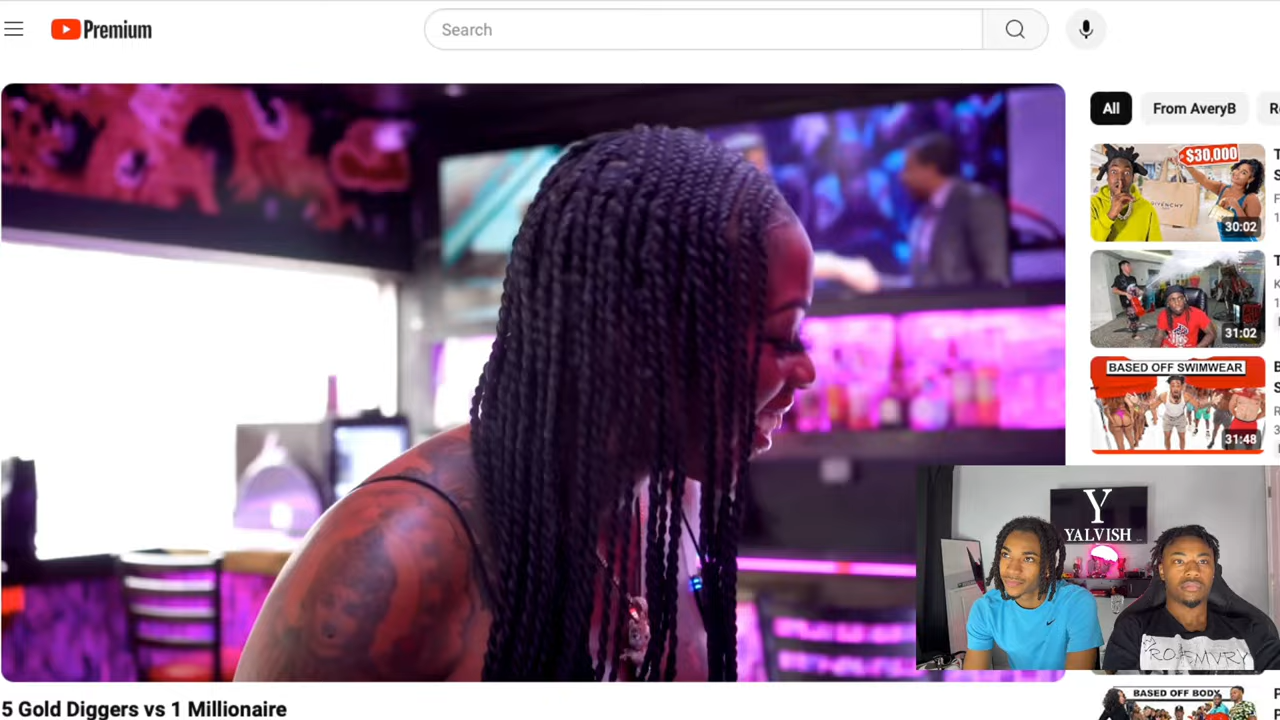 Premium
Search
All
From AveryB
$30,000
GIVENCHY
30:02
31:02
BASED OFF SWIMWEAR
31:48
Y
YALVISH
BASED OFF BODY
5 Gold Diggers vs 1 Millionaire